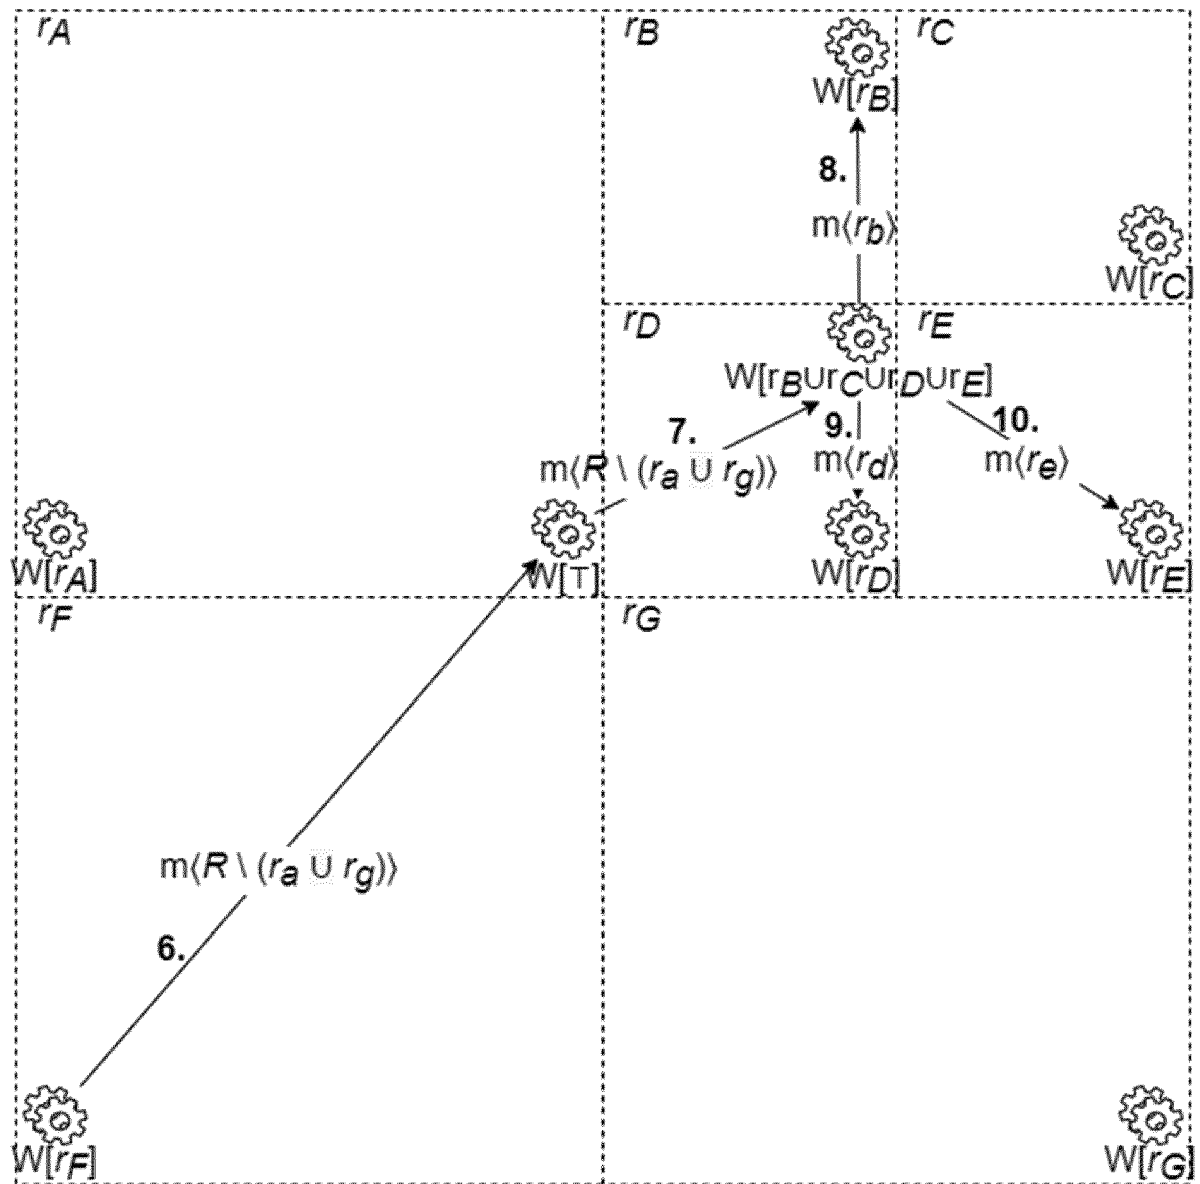 rA
rB
rC
W[rB]
8.
m⟨rb⟩
W[rC]
rD
rE
W[rB∪rC∪rD∪rE]
7.
9.
10.
m⟨R \ (ra ∪ rg)⟩
m⟨rd⟩
m⟨re⟩
W[rA]
W[⊤]
W[rD]
W[rE]
rF
rG
m⟨R \ (ra ∪ rg)⟩
6.
W[rF]
W[rG]